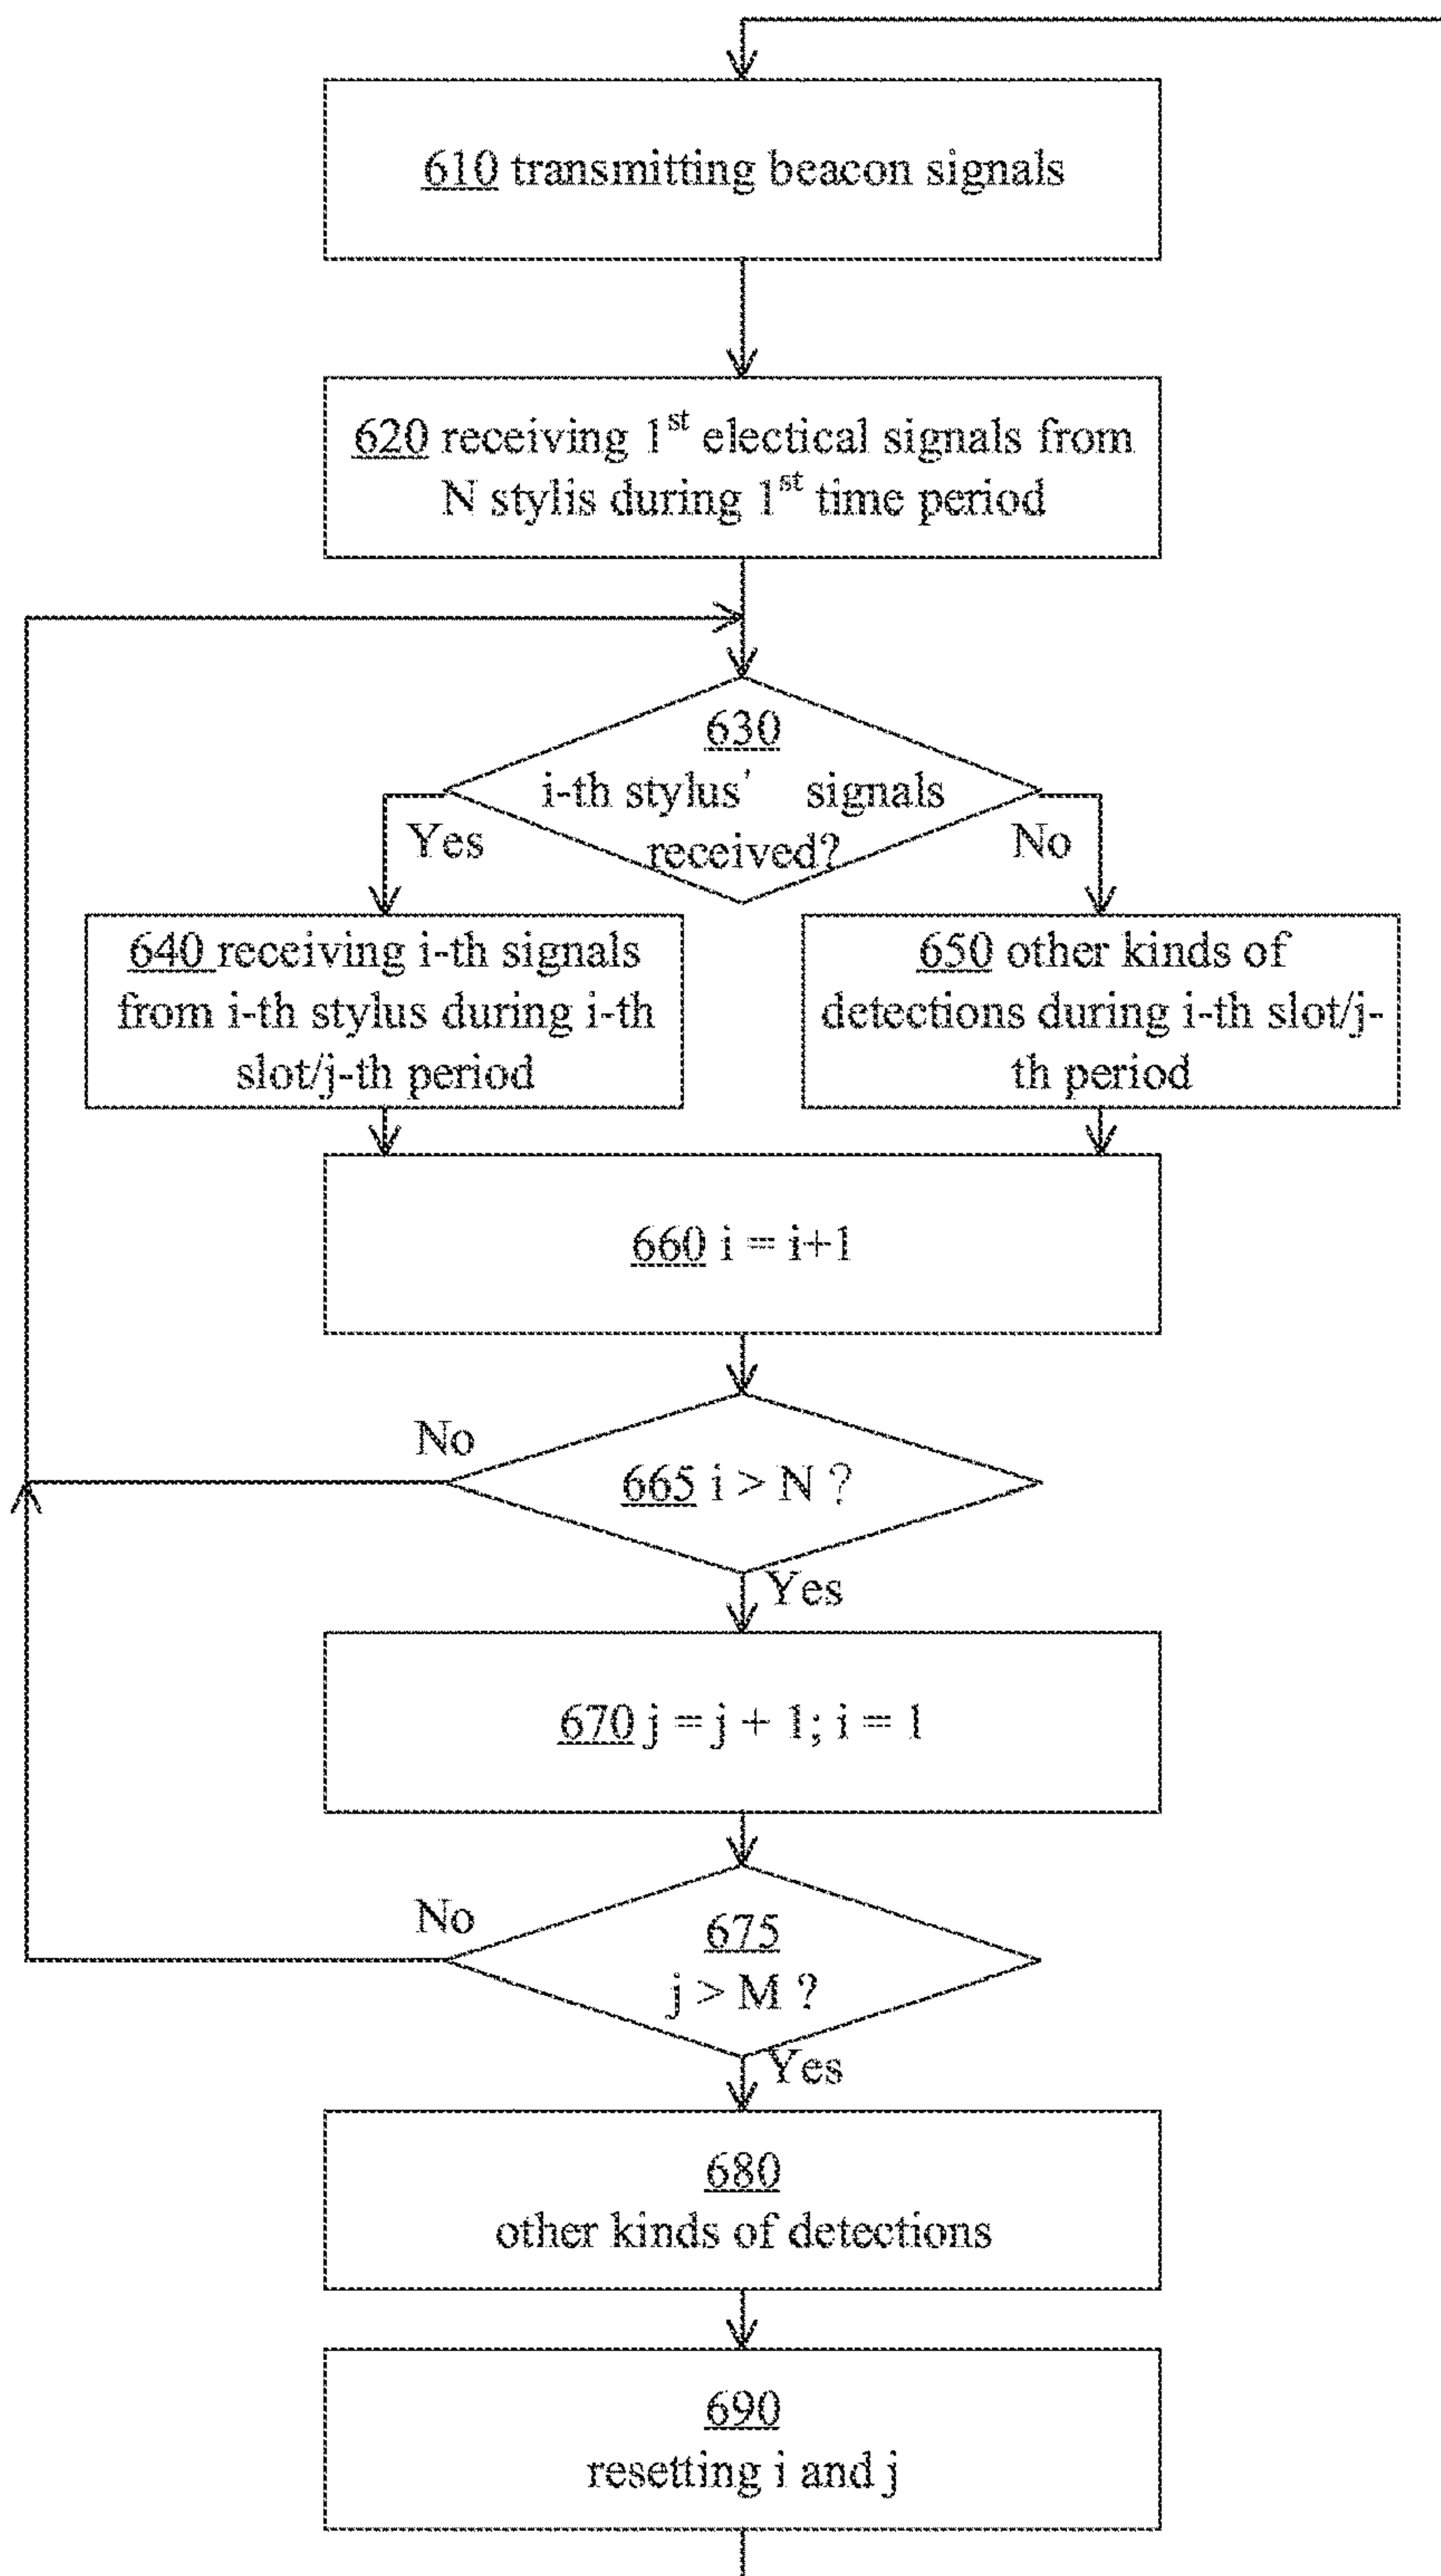 610 transmitting beacon signals
620 receiving 1st electical signals from
N stylis during 1st time period
630
i-th stylus' signals
received?
Yes
No
640 receiving i-th signals
from i-th stylus during i-th
slot/j-th period
650 other kinds of
detections during i-th slot/j-
th period
660 i = i+1
No
665 i > N ?
Yes
670 j = j + 1; i = 1
No
675
j > M ?
Yes
680
other kinds of detections
690
resetting i and j